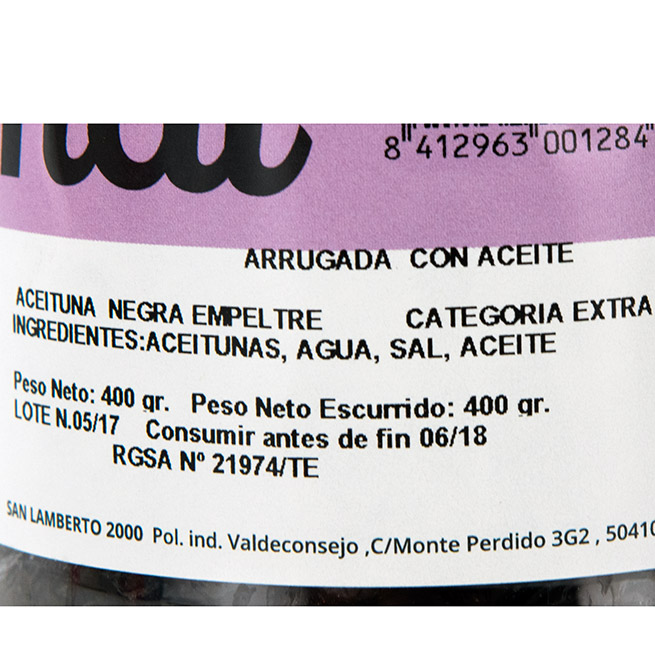 8 412963 001284
ARRUGADA CON ACEITE
ACEITUNA NEGRA EMPELTRE CATEGORIA EXTRA
INGREDIENTES:ACEITUNAS, AGUA, SAL, ACEITE
Peso Neto: 400 gr. Peso Neto Escurrido: 400 gr.
LOTE N.05/17 Consumir antes de fin 06/18
RGSA Nº 21974/TE
SAN LAMBERTO 2000 Pol. ind. Valdeconsejo ,C/Monte Perdido 3G2 , 50410